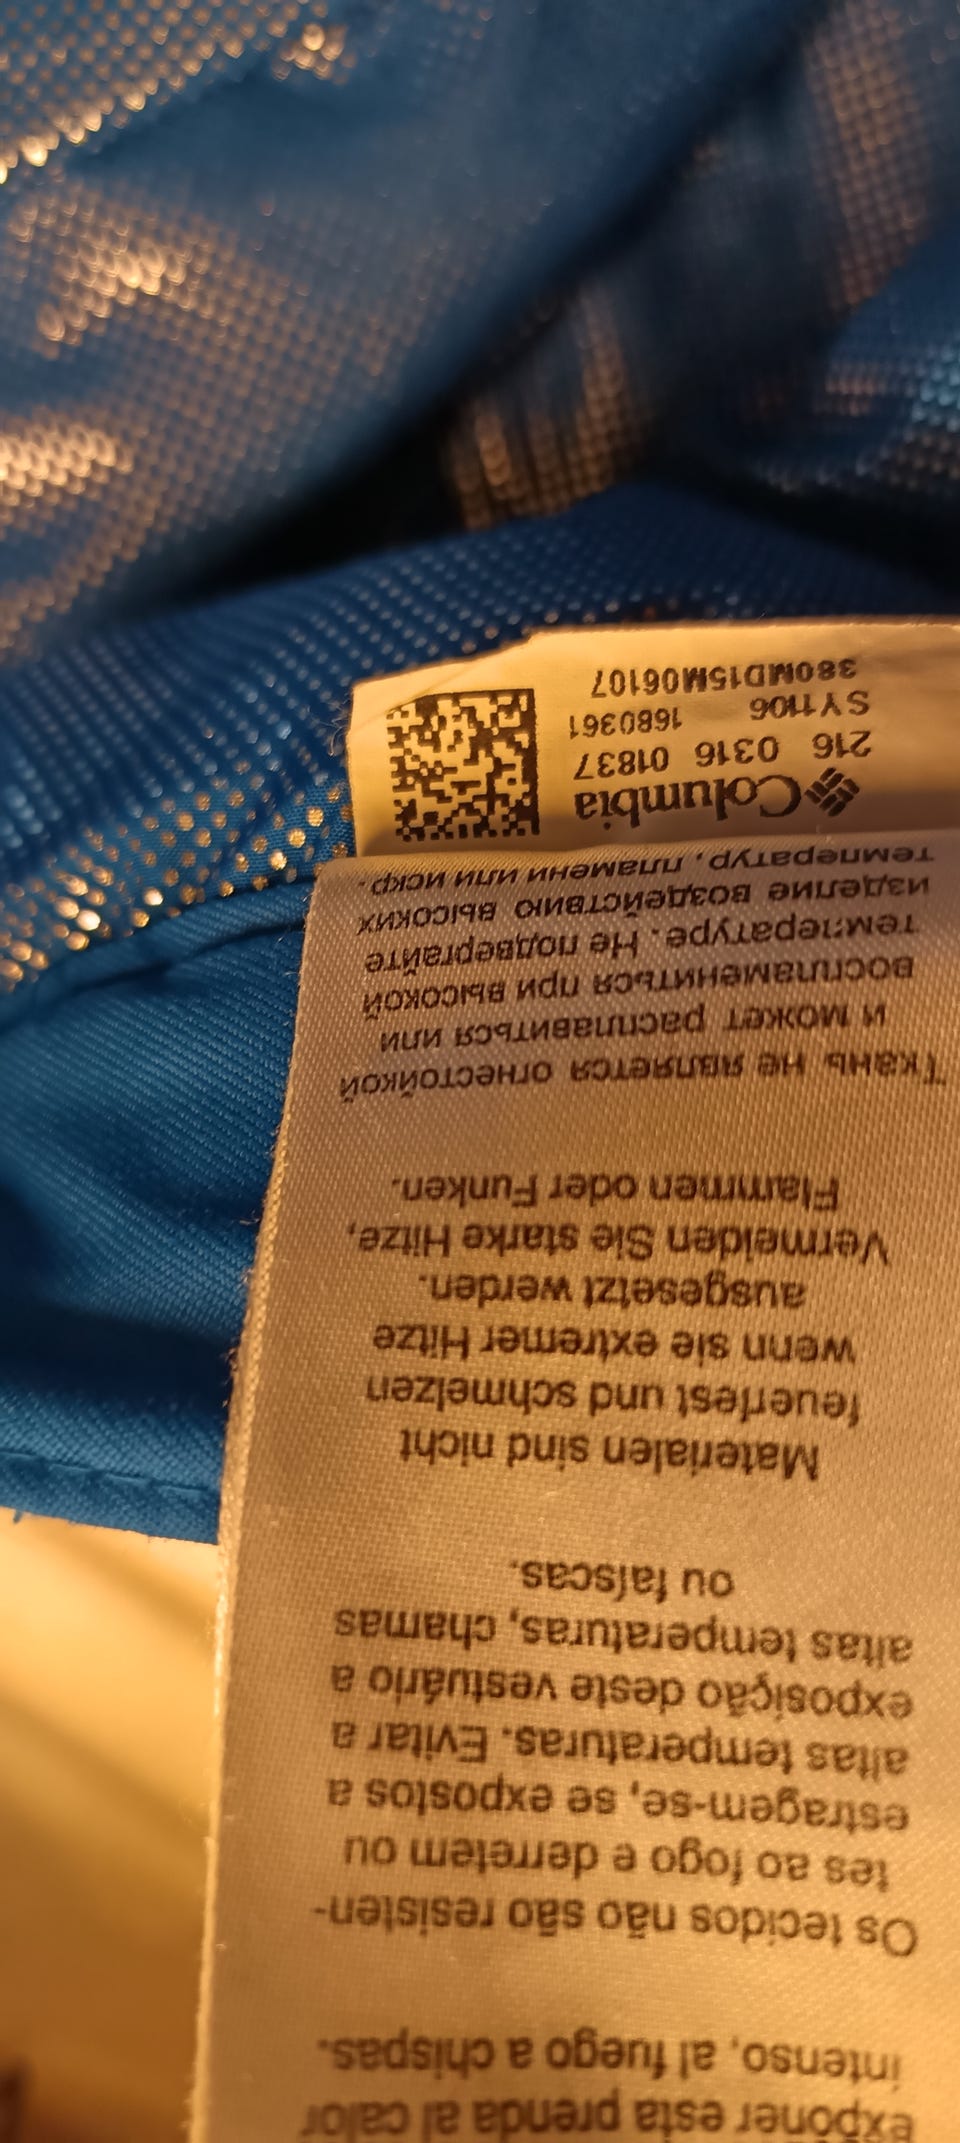 exponer esta prenda al calor
intenso, al fuego a chispas.
Os tecidos não são resisten-
tes ao fogo e derretem ou
estragem-se, se expostos a
altas temperaturas. Evitar a
exposição deste vestuário a
altas temperaturas, chamas
ou faíscas.
Materialen sind nicht
feuerfest und schmelzen
wenn sie extremer Hitze
ausgesetzt werden.
Vermeiden Sie starke Hitze,
Flammen oder Funken.
Ткань не является огнестойкой
и может расплавиться или
воспламениться при высокой
температуре. Не подвергайте
изделие воздействию высоких
температур, пламени или искр.
Columbia
216 0316 01837
SY1106 1680361
380MD15M06107